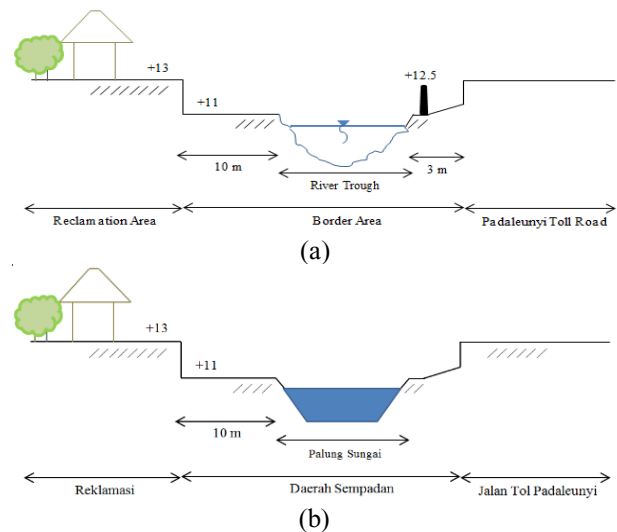 +13
+12.5
+11
10 m
River Trough
3 m
Reclamation Area
Border Area
Padaleunyi Toll Road
(a)
+13
+11
10 m
Palung Sungai
Reklamasi
Daerah Sempadan
Jalan Tol Padaleunyi
(b)